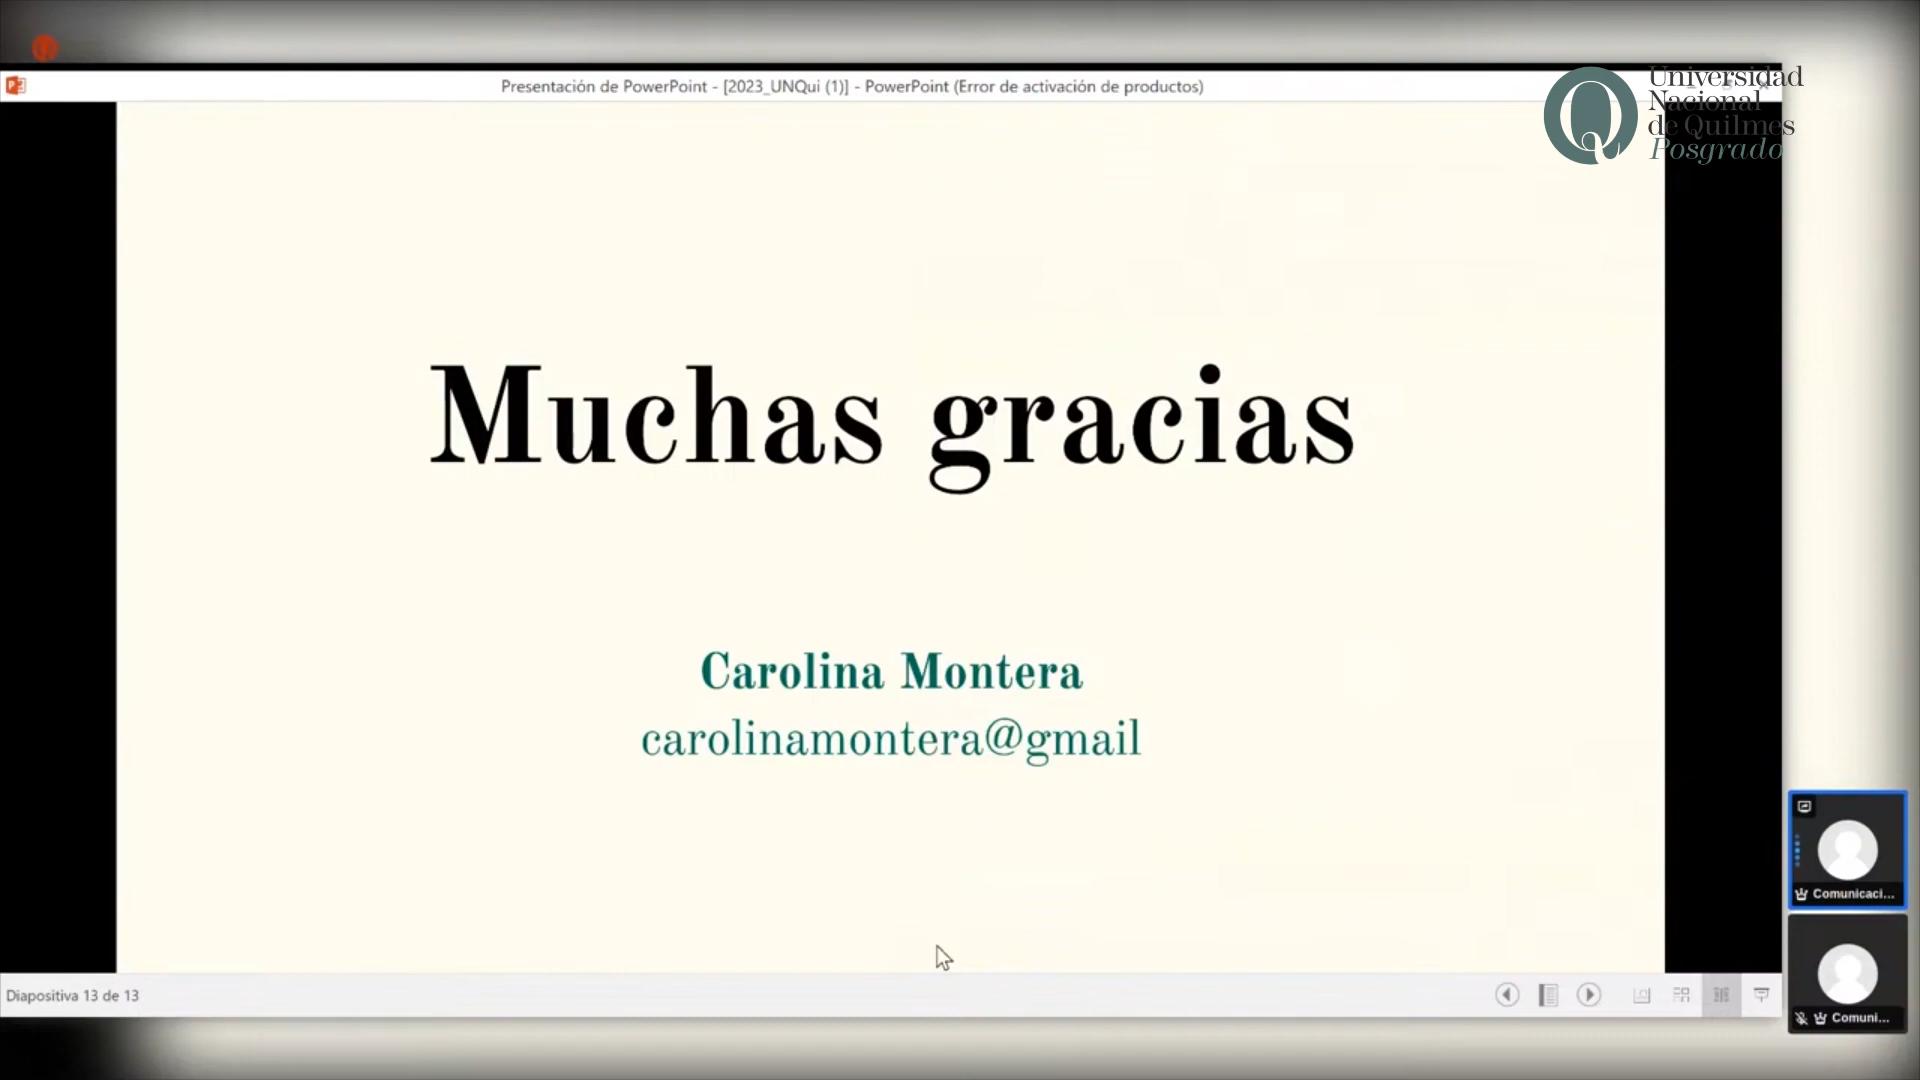 Presentación de PowerPoint - [2023_UNQui (1)] - PowerPoint (Error de activación de productos)
Universidad
Nacional
de Quilmes
Posgrado
Muchas gracias
Carolina Montera
carolinamontera@gmail
Comunicaci...
Comuni...
Diapositiva 13 de 13